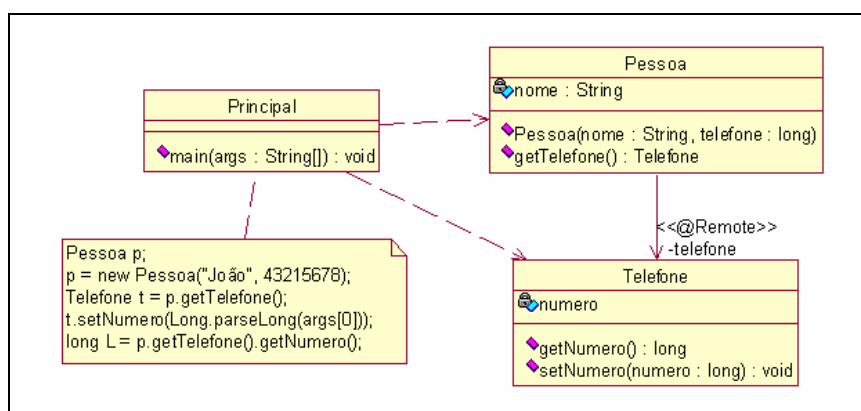 Principal
main(args : String[]) : void
Pessoa
nome : String
Pessoa(nome : String, telefone : long)
getTelefone() : Telefone
<<@Remote>>
-telefone
Pessoa p;
p = new Pessoa("João", 43215678);
Telefone t = p.getTelefone();
t.setNumero(Long.parseLong(args[0]));
long L = p.getTelefone().getNumero();
Telefone
numero
getNumero() : long
setNumero(numero : long) : void